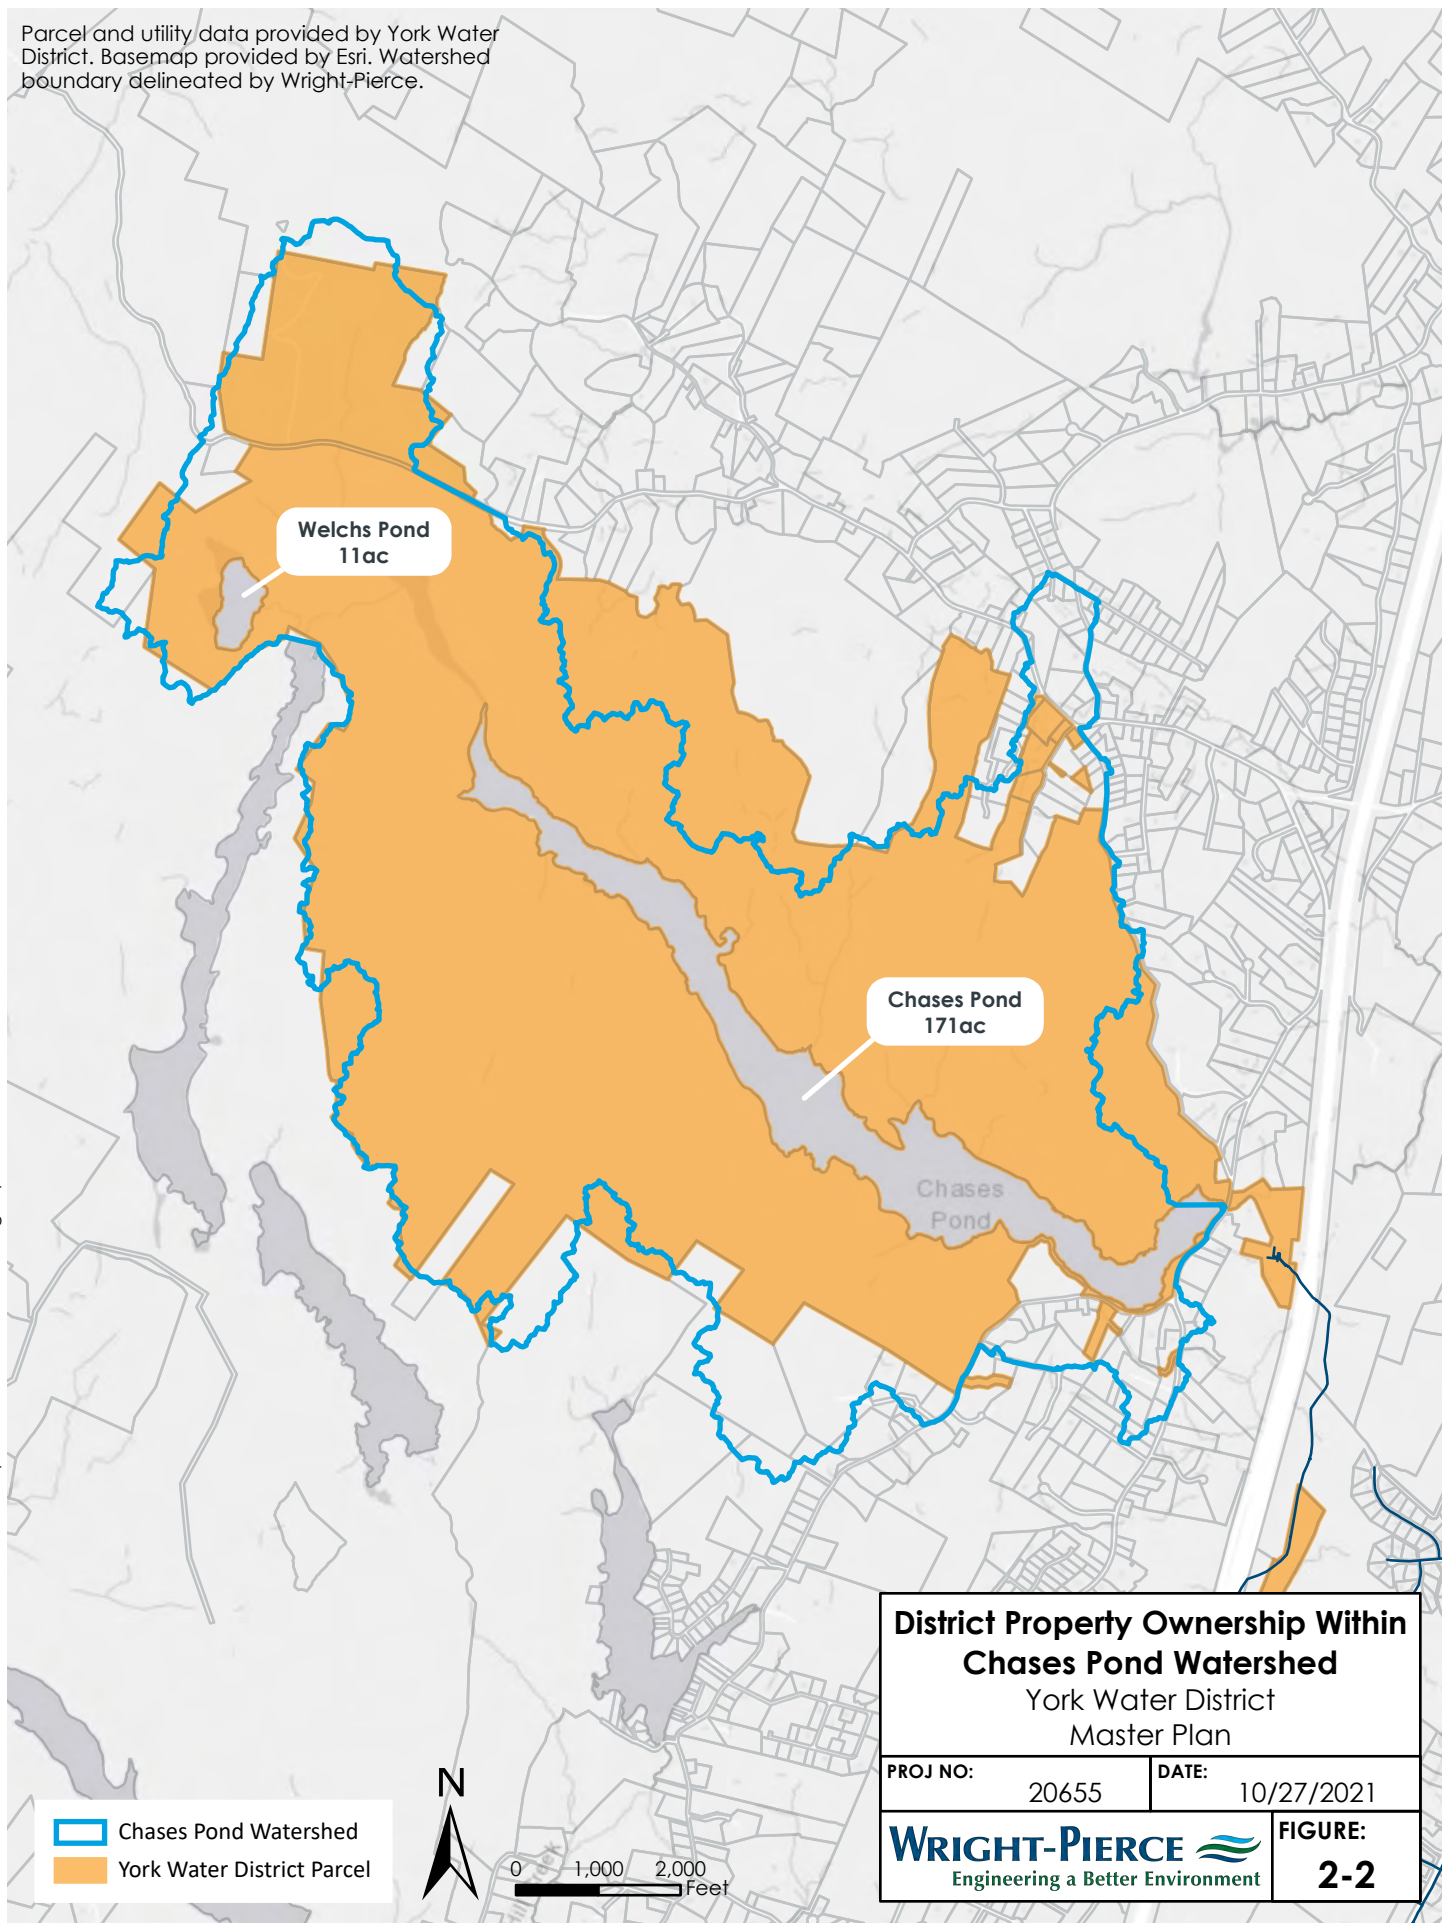 Parcel and utility data provided by York Water
District. Basemap provided by Esri. Watershed
boundary delineated by Wright-Pierce.
Welchs Pond
11ac
Chases Pond
171ac
Chases
Pond
District Property Ownership Within
Chases Pond Watershed
York Water District
Master Plan
PROJ NO:
20655
DATE:
10/27/2021
WRIGHT-PIERCE
Engineering a Better Environment
FIGURE:
2-2
Chases Pond Watershed
York Water District Parcel
N
0 1,000 2,000
Feet